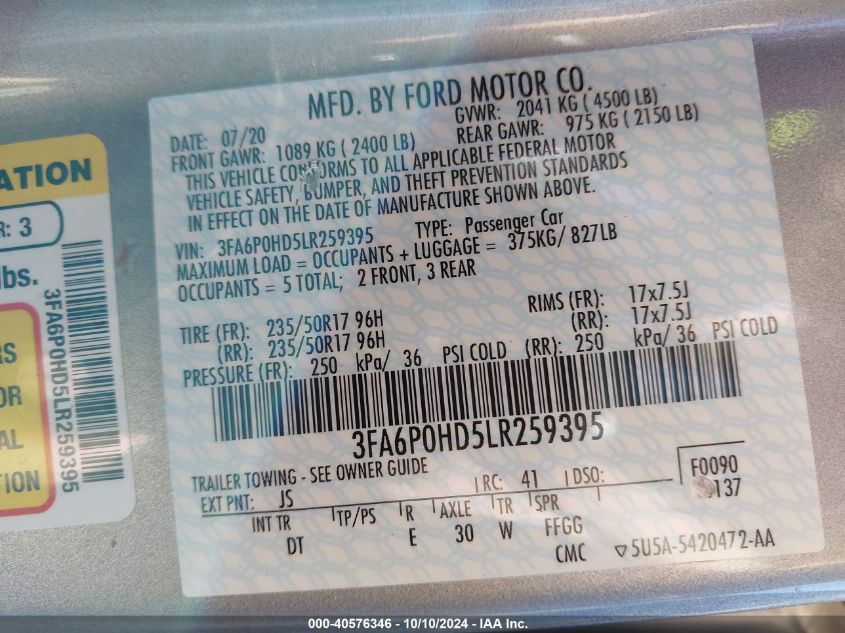 MFD. BY FORD MOTOR CO.
DATE: 07/20 GVWR: 2041 KG ( 4500 LB)
FRONT GAWR: 1089 KG ( 2400 LB) REAR GAWR: 975 KG ( 2150 LB)
THIS VEHICLE CONFORMS TO ALL APPLICABLE FEDERAL MOTOR
VEHICLE SAFETY, BUMPER, AND THEFT PREVENTION STANDARDS
IN EFFECT ON THE DATE OF MANUFACTURE SHOWN ABOVE.
VIN: 3FA6P0HD5LR259395 TYPE: Passenger Car
MAXIMUM LOAD = OCCUPANTS + LUGGAGE = 375KG/ 827LB
OCCUPANTS = 5 TOTAL; 2 FRONT, 3 REAR
TIRE (FR): 235/50R17 96H RIMS (FR): 17x7.5J
(RR): 235/50R17 96H (RR): 17x7.5J
PRESSURE (FR): 250 kPa/ 36 PSI COLD (RR): 250 kPa/ 36 PSI COLD
3FA6P0HD5LR259395
TRAILER TOWING - SEE OWNER GUIDE
EXT PNT: JS RC: 41 DSO: F0090
137
INT TR TP/PS R AXLE TR SPR
DT E 30 W FFGG
CMC 5U5A-5420472-AA
ATION
R: 3
lbs.
RS
OR
AL
TION
3FA6P0HD5LR259395
000-40576346 - 10/10/2024 - IAA Inc.